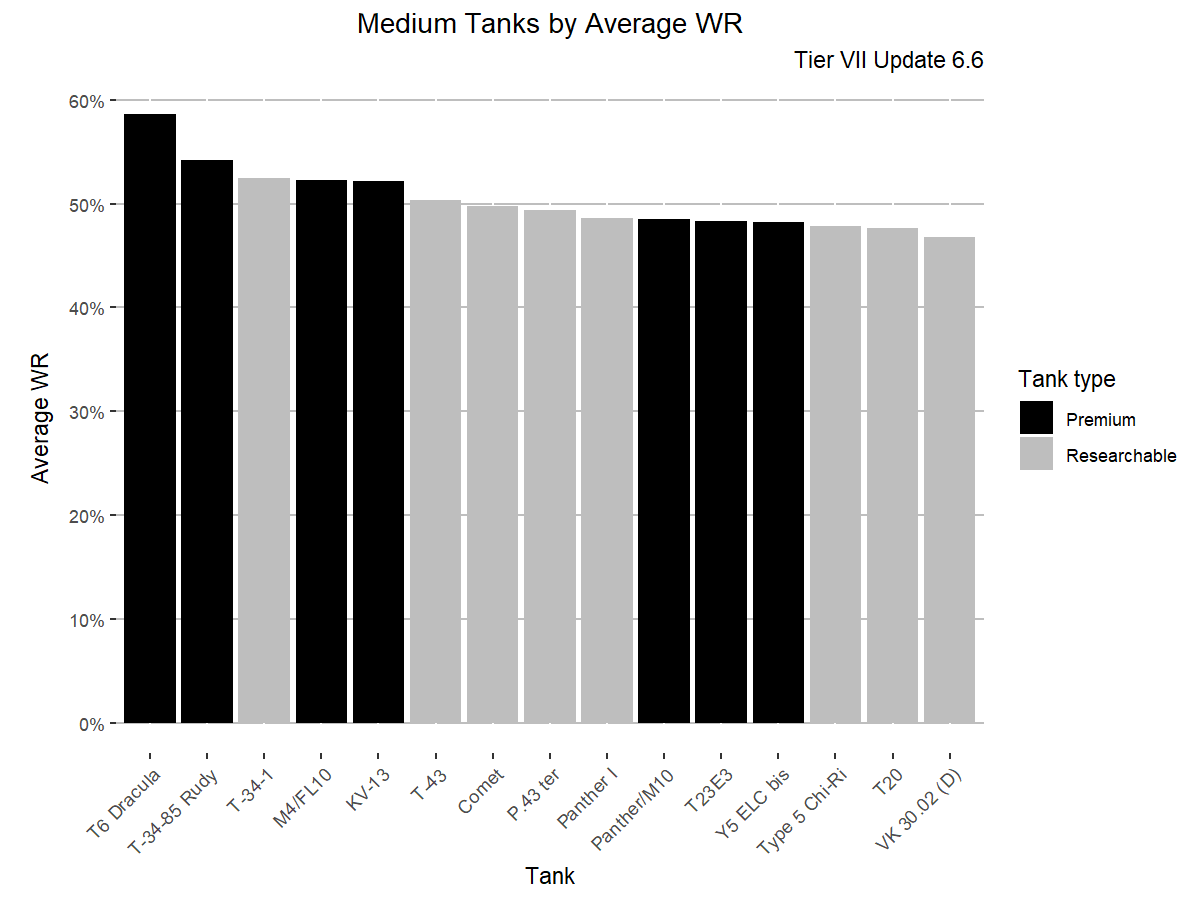 Medium Tanks by Average WR
Tier VII Update 6.6
60%
50%
40%
30%
20%
10%
0%
Average WR
T6 Dracula
T-34-85 Rudy
T-34-1
M4/FL10
KV-13
T-43
Comet
P.43 ter
Panther I
Panther/M10
T23E3
Y5 ELC bis
Type 5 Chi-Ri
T20
VK 30.02 (D)
Tank
Tank type
Premium
Researchable